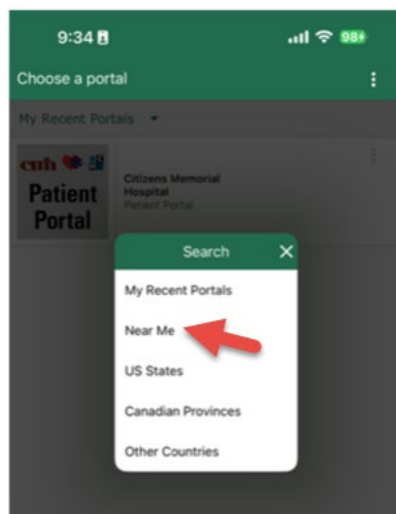 9:34
98
Choose a portal
My Recent Portals
cmh
Patient
Portal
Citizens Memorial
Hospital
Patient Portal
Search
My Recent Portals
Near Me
US States
Canadian Provinces
Other Countries